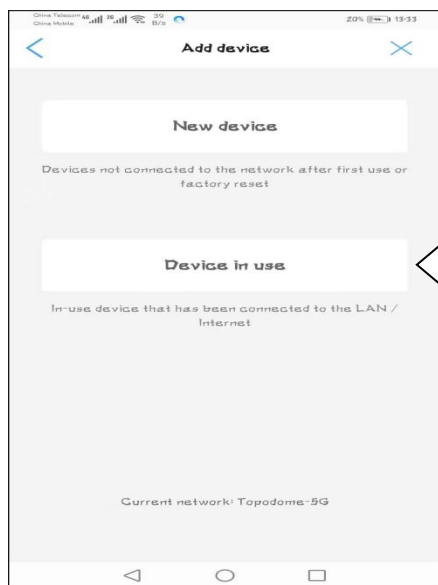 China Telecom 4G 2G 39 20% 13:33
China Mobile B/s
Add device
New device
Devices not connected to the network after first use or
factory reset
Device in use
In-use device that has been connected to the LAN /
Internet
Current network: Topodome-5G